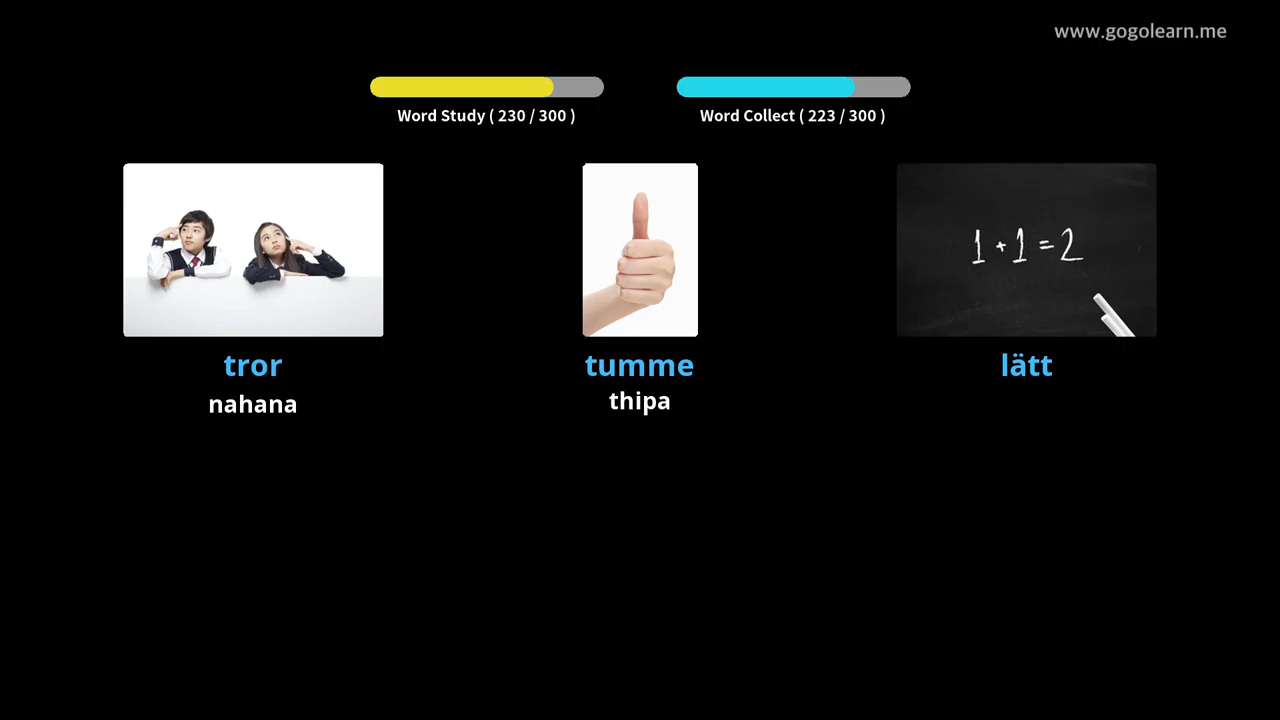 www.gogolearn.me
Word Study ( 230 / 300 )
Word Collect ( 223 / 300 )
1 + 1 = 2
tror
tumme
lätt
nahana
thipa